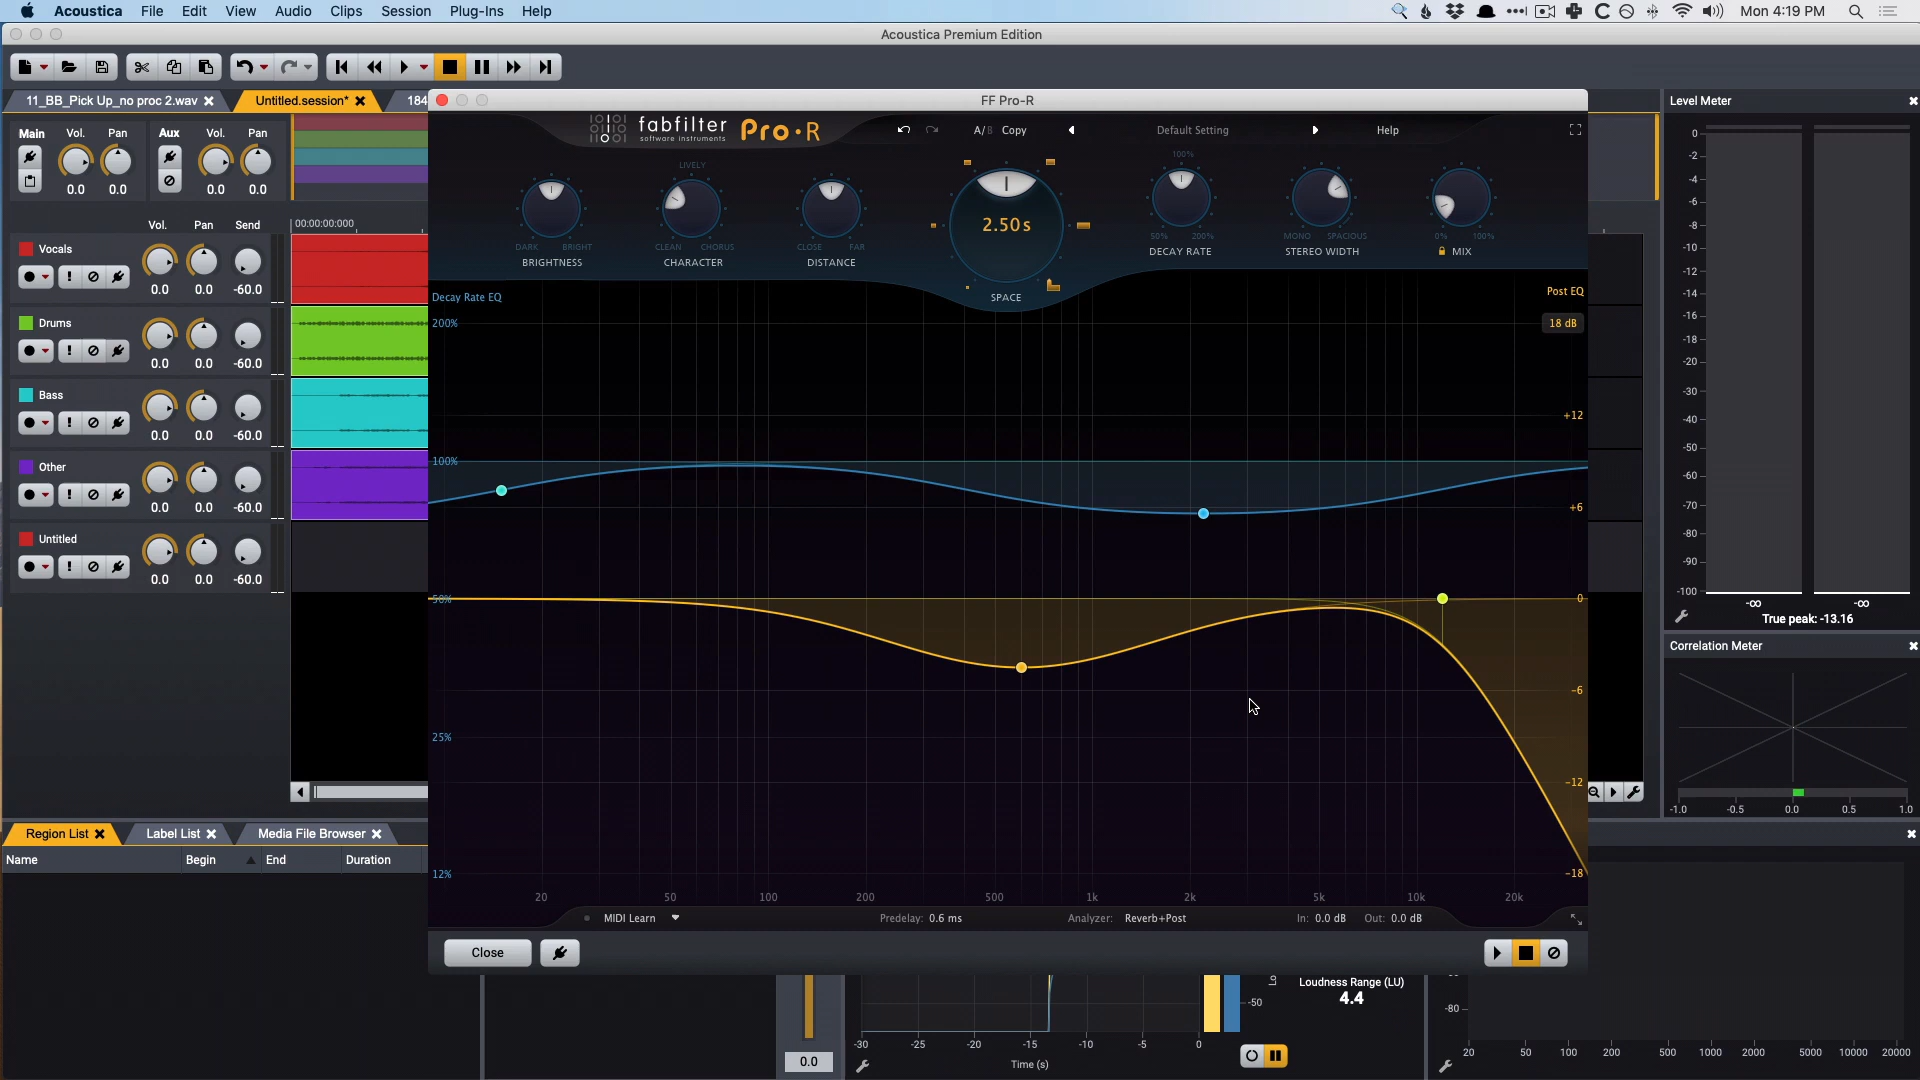 Acoustica File Edit View Audio Clips Session Plug-Ins Help Mon 4:19 PM
Acoustica Premium Edition
11_BB_Pick Up_no proc 2.wav Untitled.session* 184
FF Pro-R
Level Meter
fabfilter
software instruments
Pro·R
A/B Copy Default Setting Help
Main Vol. Pan Aux Vol. Pan
0.0 0.0 0.0 0.0
LIVELY 100%
2.50s
DARK BRIGHT CLEAN CHORUS CLOSE FAR 50% 200% MONO SPACIOUS 0% 100%
BRIGHTNESS CHARACTER DISTANCE DECAY RATE STEREO WIDTH MIX
SPACE
Vol. Pan Send 00:00:00:000
Vocals
0.0 0.0 -60.0
Drums
0.0 0.0 -60.0
Bass
0.0 0.0 -60.0
Other
0.0 0.0 -60.0
Untitled
0.0 0.0 -60.0
Decay Rate EQ
200%
100%
50%
25%
12%
Post EQ
18 dB
+12
+6
0
-6
-12
-18
20 50 100 200 500 1k 2k 5k 10k 20k
MIDI Learn Predelay: 0.6 ms Analyzer: Reverb+Post In: 0.0 dB Out: 0.0 dB
Close
0
-2
-4
-6
-8
-10
-12
-14
-16
-18
-20
-30
-40
-50
-60
-70
-80
-90
-100
-∞ -∞
True peak: -13.16
Correlation Meter
-1.0 -0.5 0.0 0.5 1.0
Region List Label List Media File Browser
Name Begin End Duration
0.0
-30 -25 -20 -15 -10 -5 0
Time (s)
-50
Loudness Range (LU)
4.4
-80
20 50 100 200 500 1000 2000 5000 10000 20000